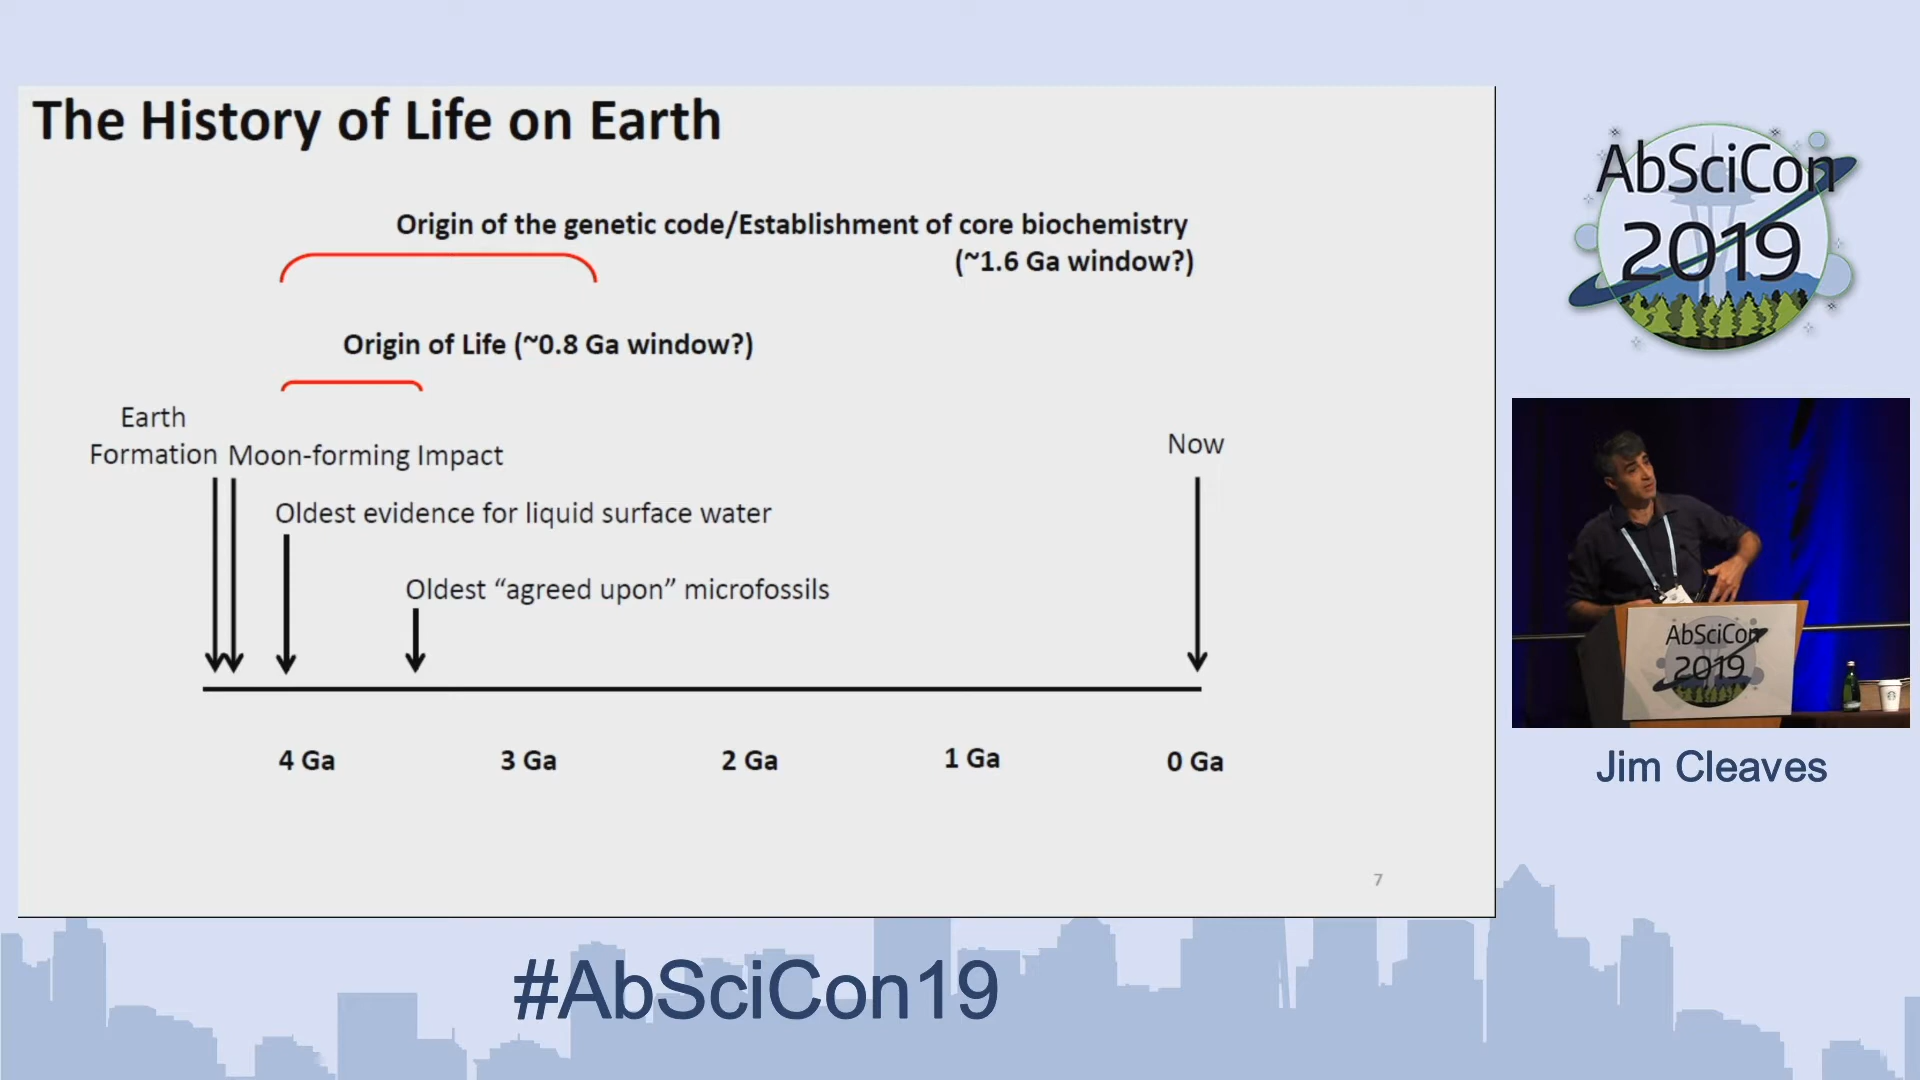 The History of Life on Earth
Origin of the genetic code/Establishment of core biochemistry
(~1.6 Ga window?)
Origin of Life (~0.8 Ga window?)
Earth
Formation
Moon-forming Impact
Now
Oldest evidence for liquid surface water
Oldest “agreed upon” microfossils
4 Ga
3 Ga
2 Ga
1 Ga
0 Ga
7
AbSciCon
2019
AbSciCon
2019
Jim Cleaves
#AbSciCon19